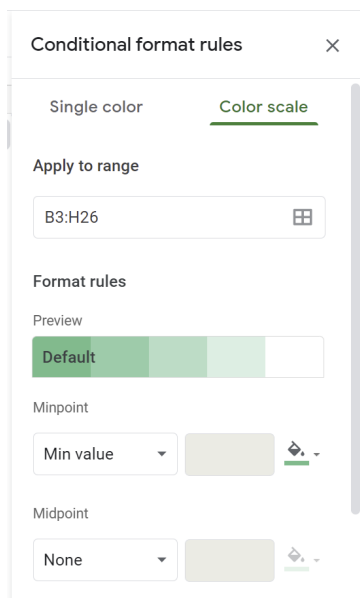 Conditional format rules
Single color Color scale
Apply to range
B3:H26
Format rules
Preview
Default
Minpoint
Min value
Midpoint
None